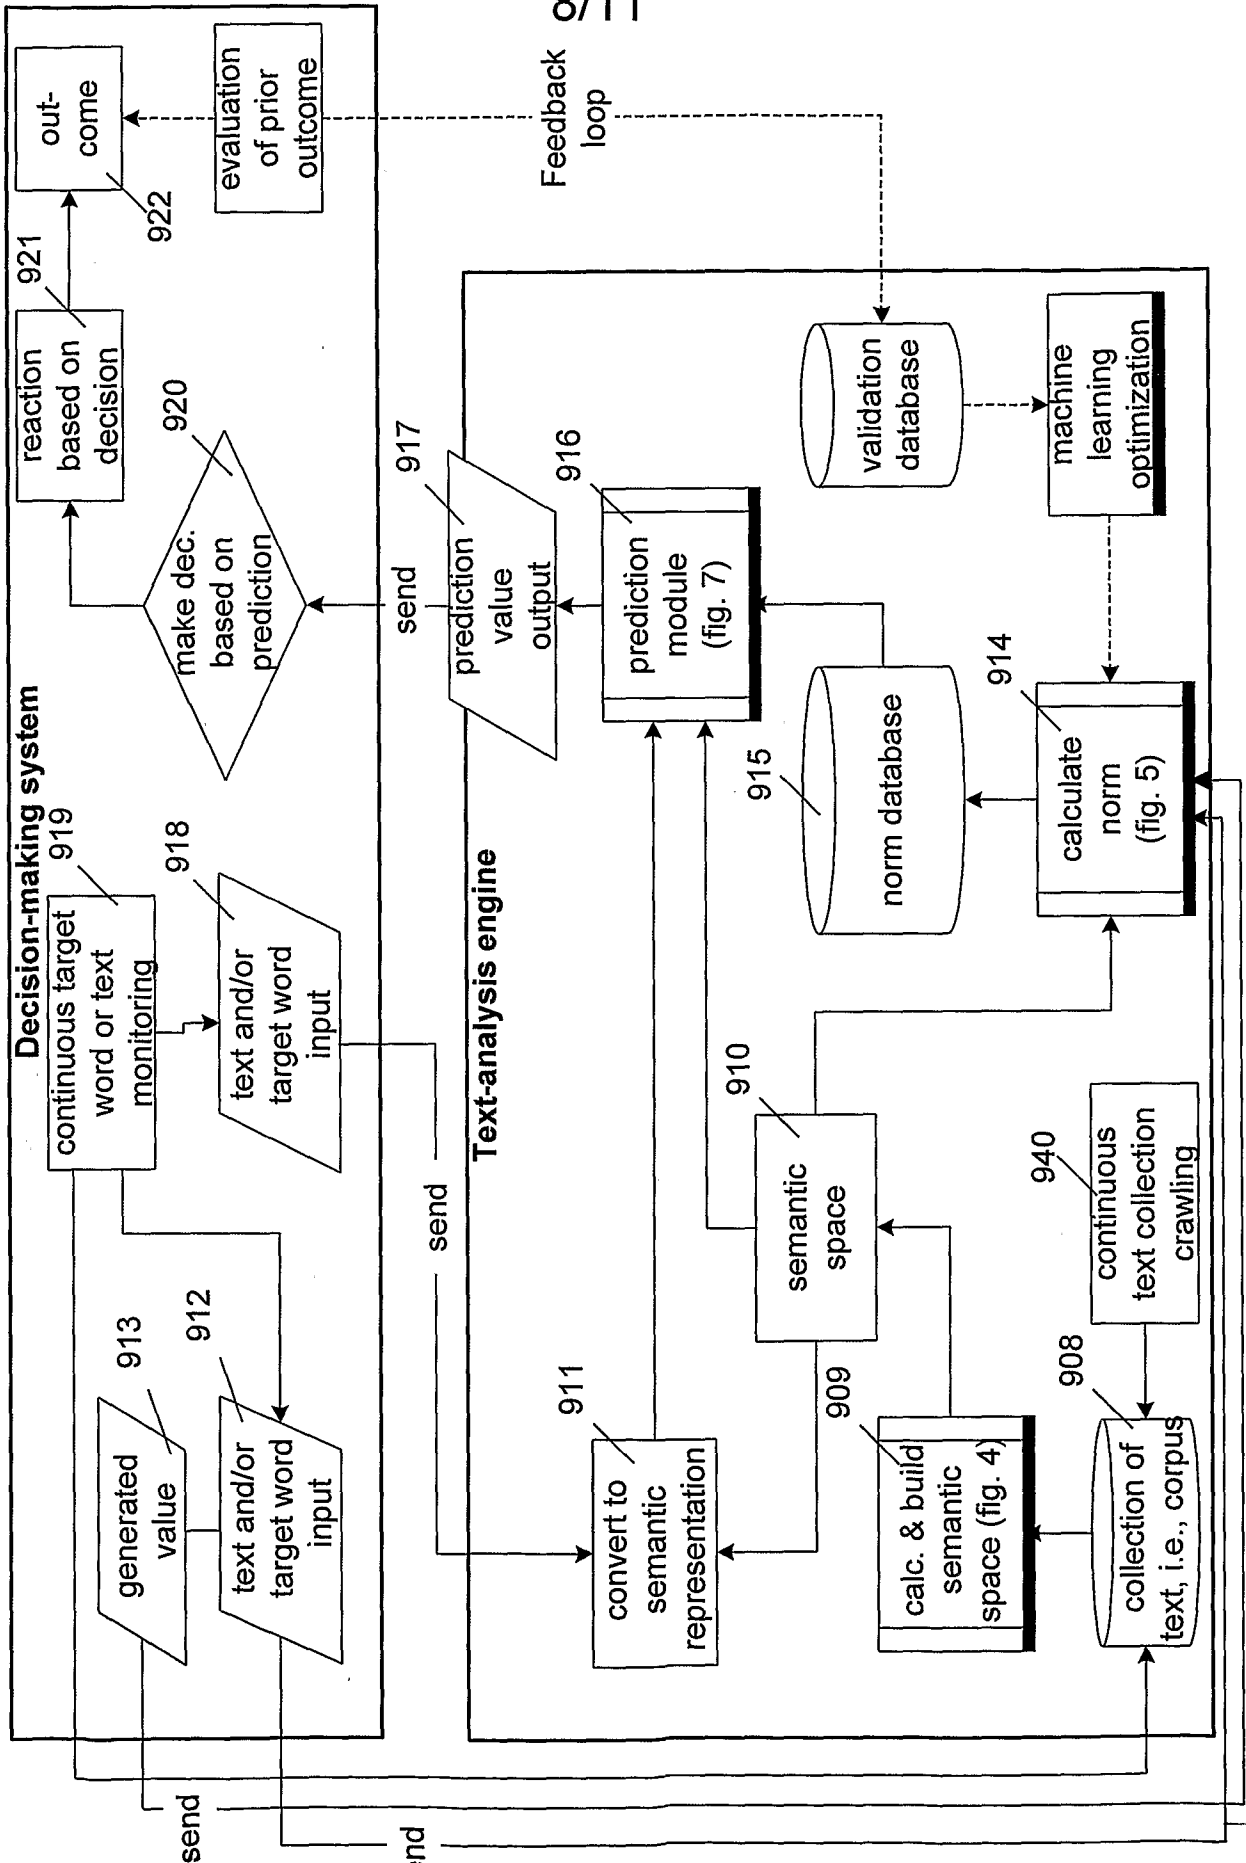 8/11
Decision-making system
generated
value
913
text and/or
target word
input
912
continuous target
word or text
monitoring
919
text and/or
target word
input
918
make dec.
based on
prediction
920
reaction
based on
decision
921
out-
come
922
evaluation
of prior
outcome
Feedback
loop
send
send
send
Text-analysis engine
convert to
semantic
representation
911
calc. & build
semantic
space (fig. 4)
909
collection of
text, i.e., corpus
908
continuous
text collection
crawling
940
semantic
space
910
prediction
value
output
917
prediction
module
(fig. 7)
916
norm database
915
calculate
norm
(fig. 5)
914
validation
database
machine
learning
optimization